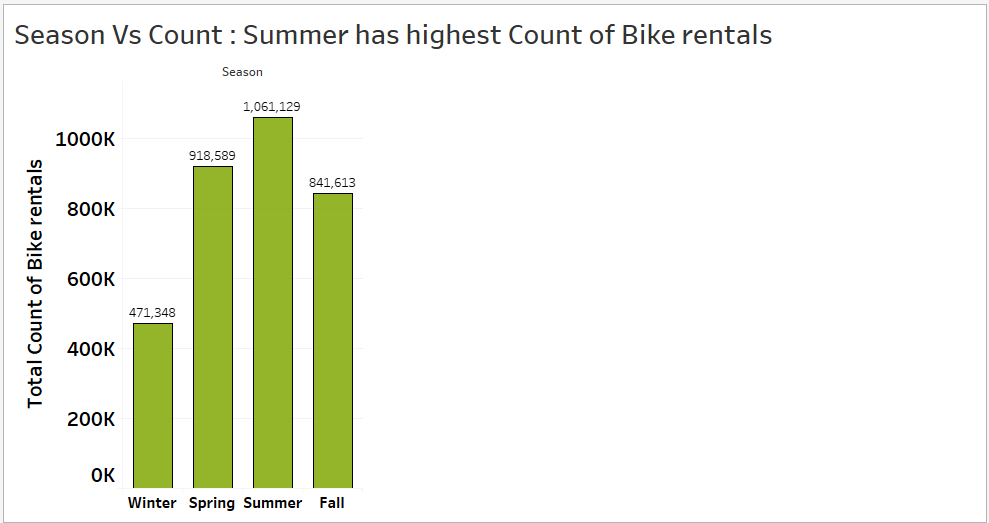 Season Vs Count : Summer has highest Count of Bike rentals
Season
1,061,129
918,589
841,613
471,348
1000K
800K
600K
400K
200K
0K
Total Count of Bike rentals
Winter Spring Summer Fall